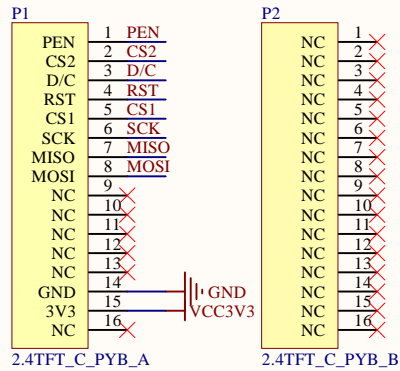 P1 P2
PEN 1 PEN NC 1
CS2 2 CS2 NC 2
D/C 3 D/C NC 3
RST 4 RST NC 4
CS1 5 CS1 NC 5
SCK 6 SCK NC 6
MISO 7 MISO NC 7
MOSI 8 MOSI NC 8
NC 9 NC 9
NC 10 NC 10
NC 11 NC 11
NC 12 NC 12
NC 13 NC 13
GND 14 GND NC 14
3V3 15 VCC3V3 NC 15
NC 16 NC 16
2.4TFT_C_PYB_A 2.4TFT_C_PYB_B